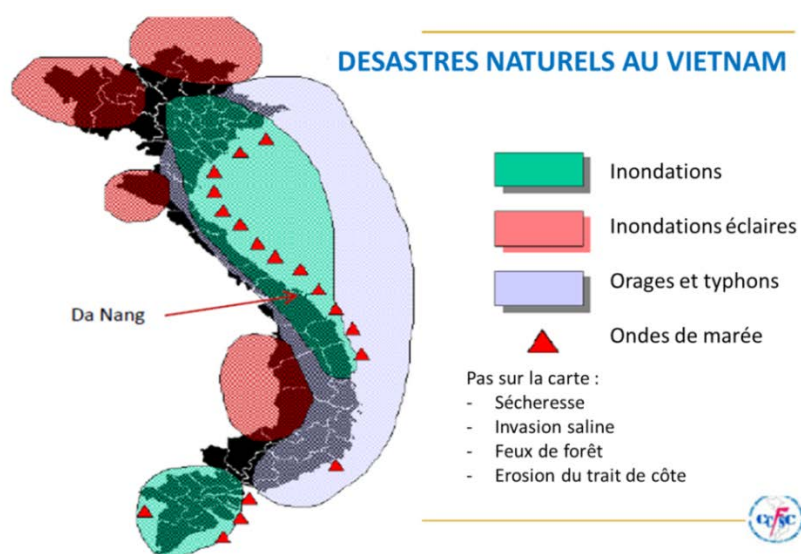 DESASTRES NATURELS AU VIETNAM
Inondations
Inondations éclaires
Orages et typhons
Ondes de marée
Da Nang
Pas sur la carte :
- Sécheresse
- Invasion saline
- Feux de forêt
- Erosion du trait de côte
CCFSC